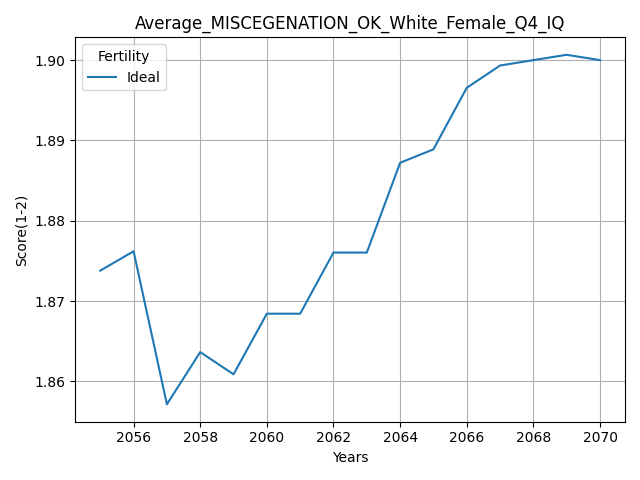 Average_MISCEGENATION_OK_White_Female_Q4_IQ
Fertility
Ideal
Score(1-2)
1.90
1.89
1.88
1.87
1.86
2056 2058 2060 2062 2064 2066 2068 2070
Years